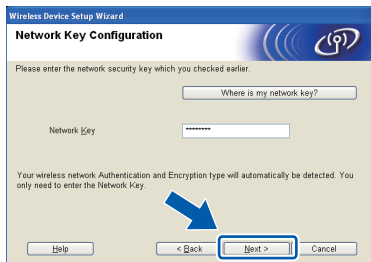 Wireless Device Setup Wizard
Network Key Configuration
Please enter the network security key which you checked earlier.
Where is my network key?
Network Key
********
Your wireless network Authentication and Encryption type will automatically be detected. You
only need to enter the Network Key.
Help
< Back
Next >
Cancel